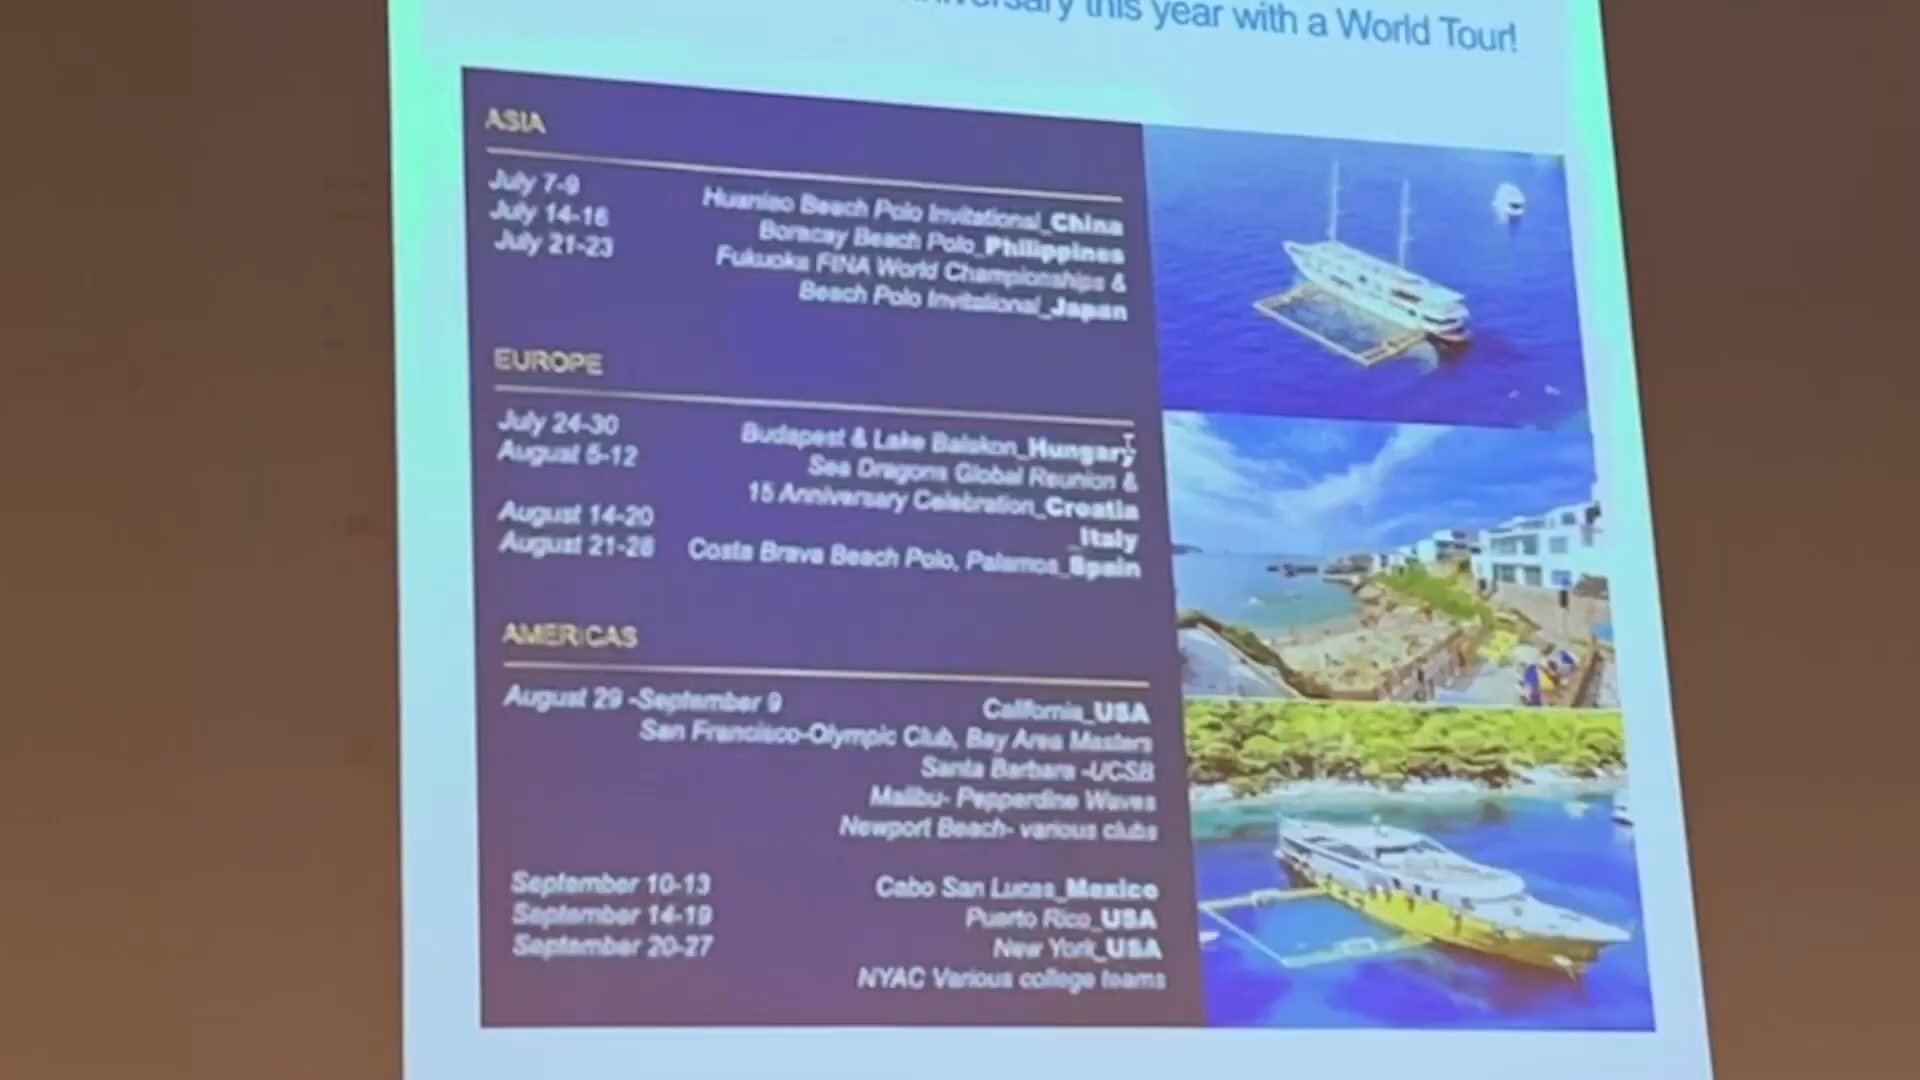 this year with a World Tour!
ASIA
July 7-9 Huaniao Beach Polo Invitational_China
July 14-16 Boracay Beach Polo_Philippines
July 21-23 Fukuoka FINA World Championships &
Beach Polo Invitational_Japan
EUROPE
July 24-30 Budapest & Lake Balakon_Hungary
August 5-12 Sea Dragons Global Reunion &
15 Anniversary Celebration_Croatia
August 14-20 _Italy
August 21-28 Costa Brava Beach Polo, Palamos_Spain
AMERICAS
August 29 -September 9 California_USA
San Francisco-Olympic Club, Bay Area Masters
Santa Barbara -UCSB
Malibu- Pepperdine Waves
Newport Beach- various clubs
September 10-13 Cabo San Lucas_Mexico
September 14-19 Puerto Rico_USA
September 20-27 New York_USA
NYAC Various college teams